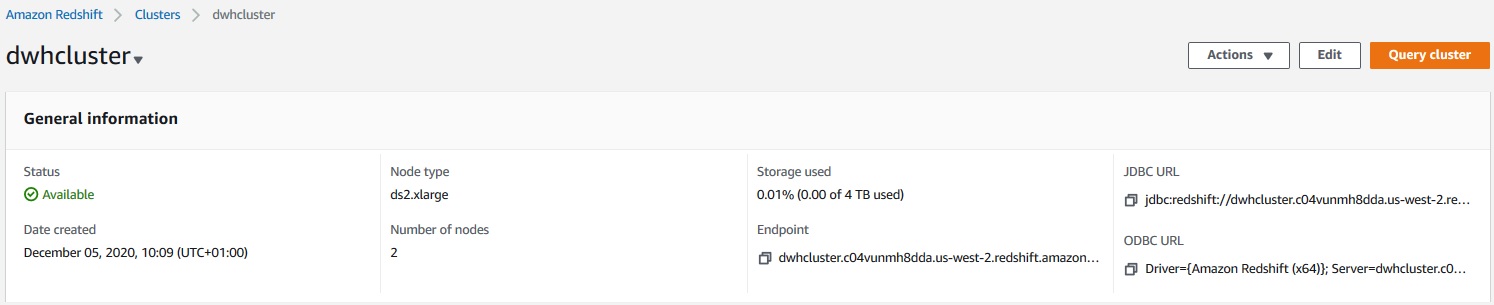 Amazon Redshift > Clusters > dwhcluster
dwhcluster
Actions Edit Query cluster
General information
Status
Available
Date created
December 05, 2020, 10:09 (UTC+01:00)
Node type
ds2.xlarge
Number of nodes
2
Storage used
0.01% (0.00 of 4 TB used)
Endpoint
dwhcluster.c04vunmh8dda.us-west-2.redshift.amazon...
JDBC URL
jdbc:redshift://dwhcluster.c04vunmh8dda.us-west-2.re...
ODBC URL
Driver={Amazon Redshift (x64)}; Server=dwhcluster.c0...